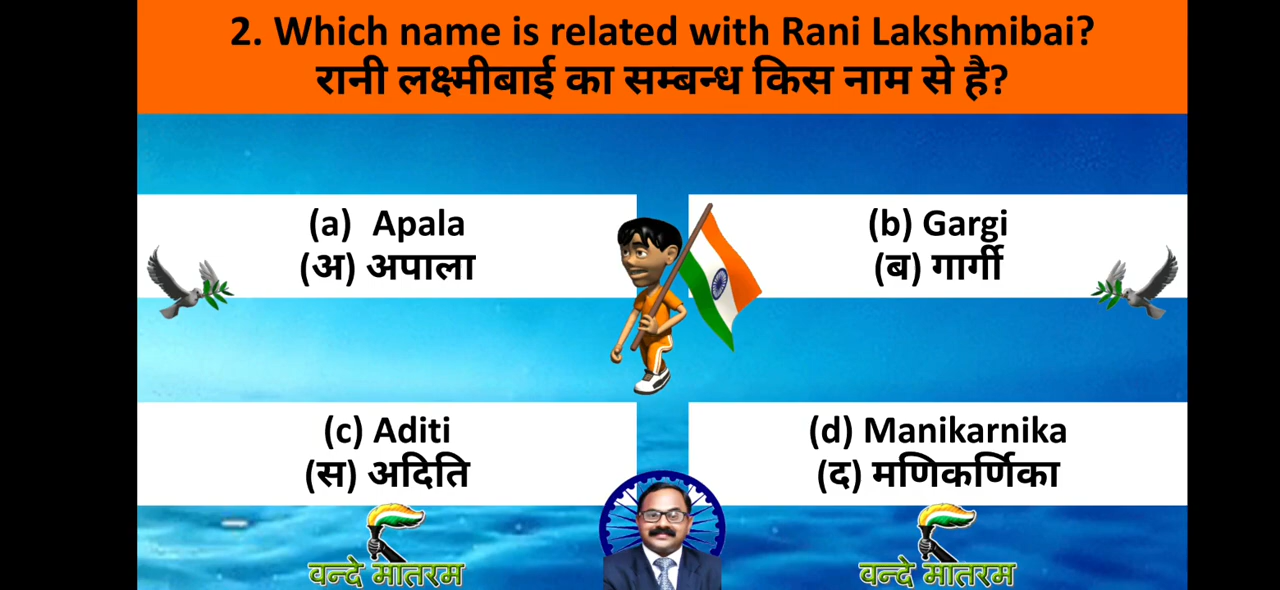 2. Which name is related with Rani Lakshmibai?
रानी लक्ष्मीबाई का सम्बन्ध किस नाम से है?
(a) Apala
(अ) अपाला
(b) Gargi
(ब) गार्गी
(c) Aditi
(स) अदिति
(d) Manikarnika
(द) मणिकर्णिका
वन्दे मातरम
वन्दे मातरम